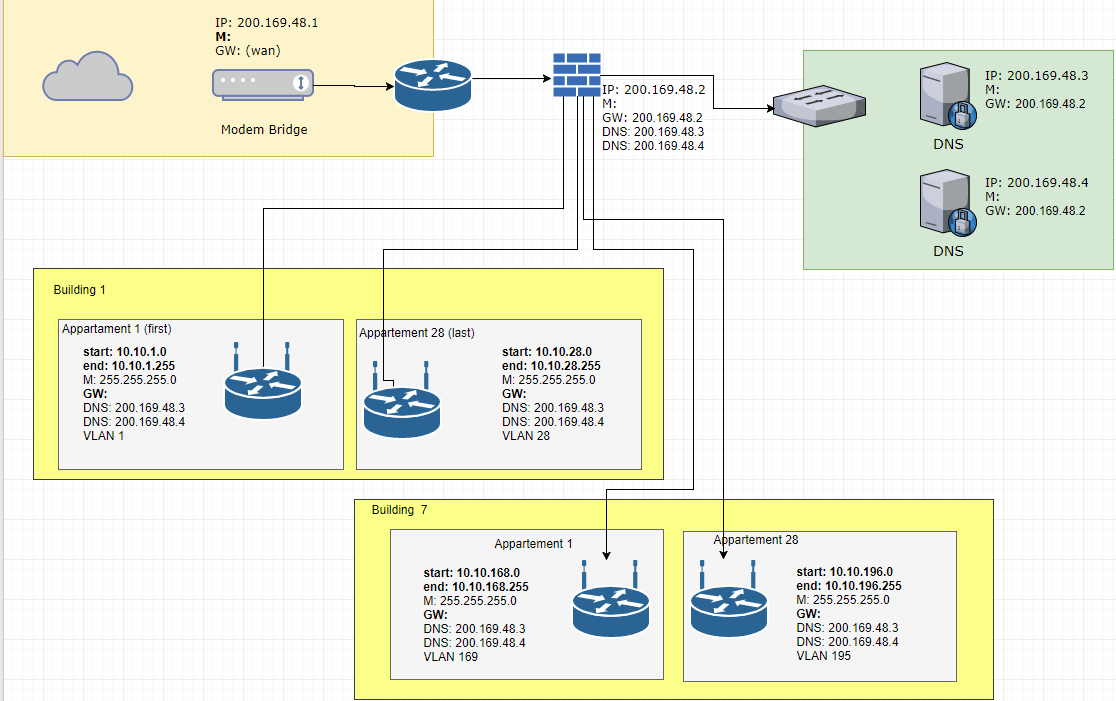 IP: 200.169.48.1
M:
GW: (wan)
Modem Bridge
IP: 200.169.48.2
M:
GW: 200.169.48.2
DNS: 200.169.48.3
DNS: 200.169.48.4
IP: 200.169.48.3
M:
GW: 200.169.48.2
DNS
IP: 200.169.48.4
M:
GW: 200.169.48.2
DNS
Building 1
Appartament 1 (first)
start: 10.10.1.0
end: 10.10.1.255
M: 255.255.255.0
GW:
DNS: 200.169.48.3
DNS: 200.169.48.4
VLAN 1
Appartement 28 (last)
start: 10.10.28.0
end: 10.10.28.255
M: 255.255.255.0
GW:
DNS: 200.169.48.3
DNS: 200.169.48.4
VLAN 28
Building 7
Appartement 1
start: 10.10.168.0
end: 10.10.168.255
M: 255.255.255.0
GW:
DNS: 200.169.48.3
DNS: 200.169.48.4
VLAN 169
Appartement 28
start: 10.10.196.0
end: 10.10.196.255
M: 255.255.255.0
GW:
DNS: 200.169.48.3
DNS: 200.169.48.4
VLAN 195